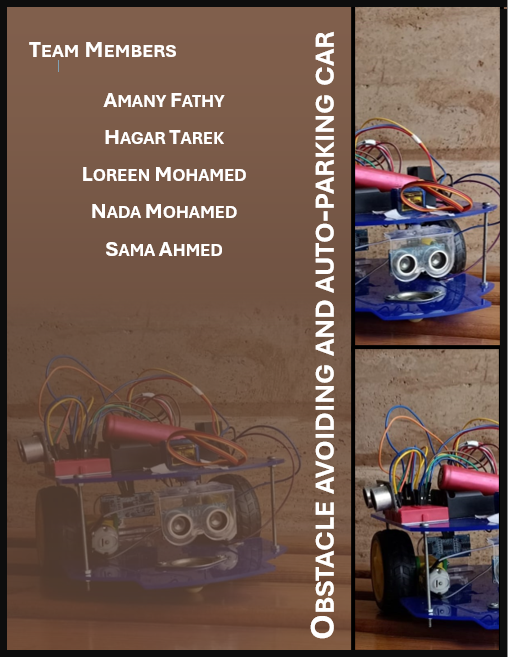 TEAM MEMBERS
AMANY FATHY
HAGAR TAREK
LOREEN MOHAMED
NADA MOHAMED
SAMA AHMED
OBSTACLE AVOIDING AND AUTO-PARKING CAR